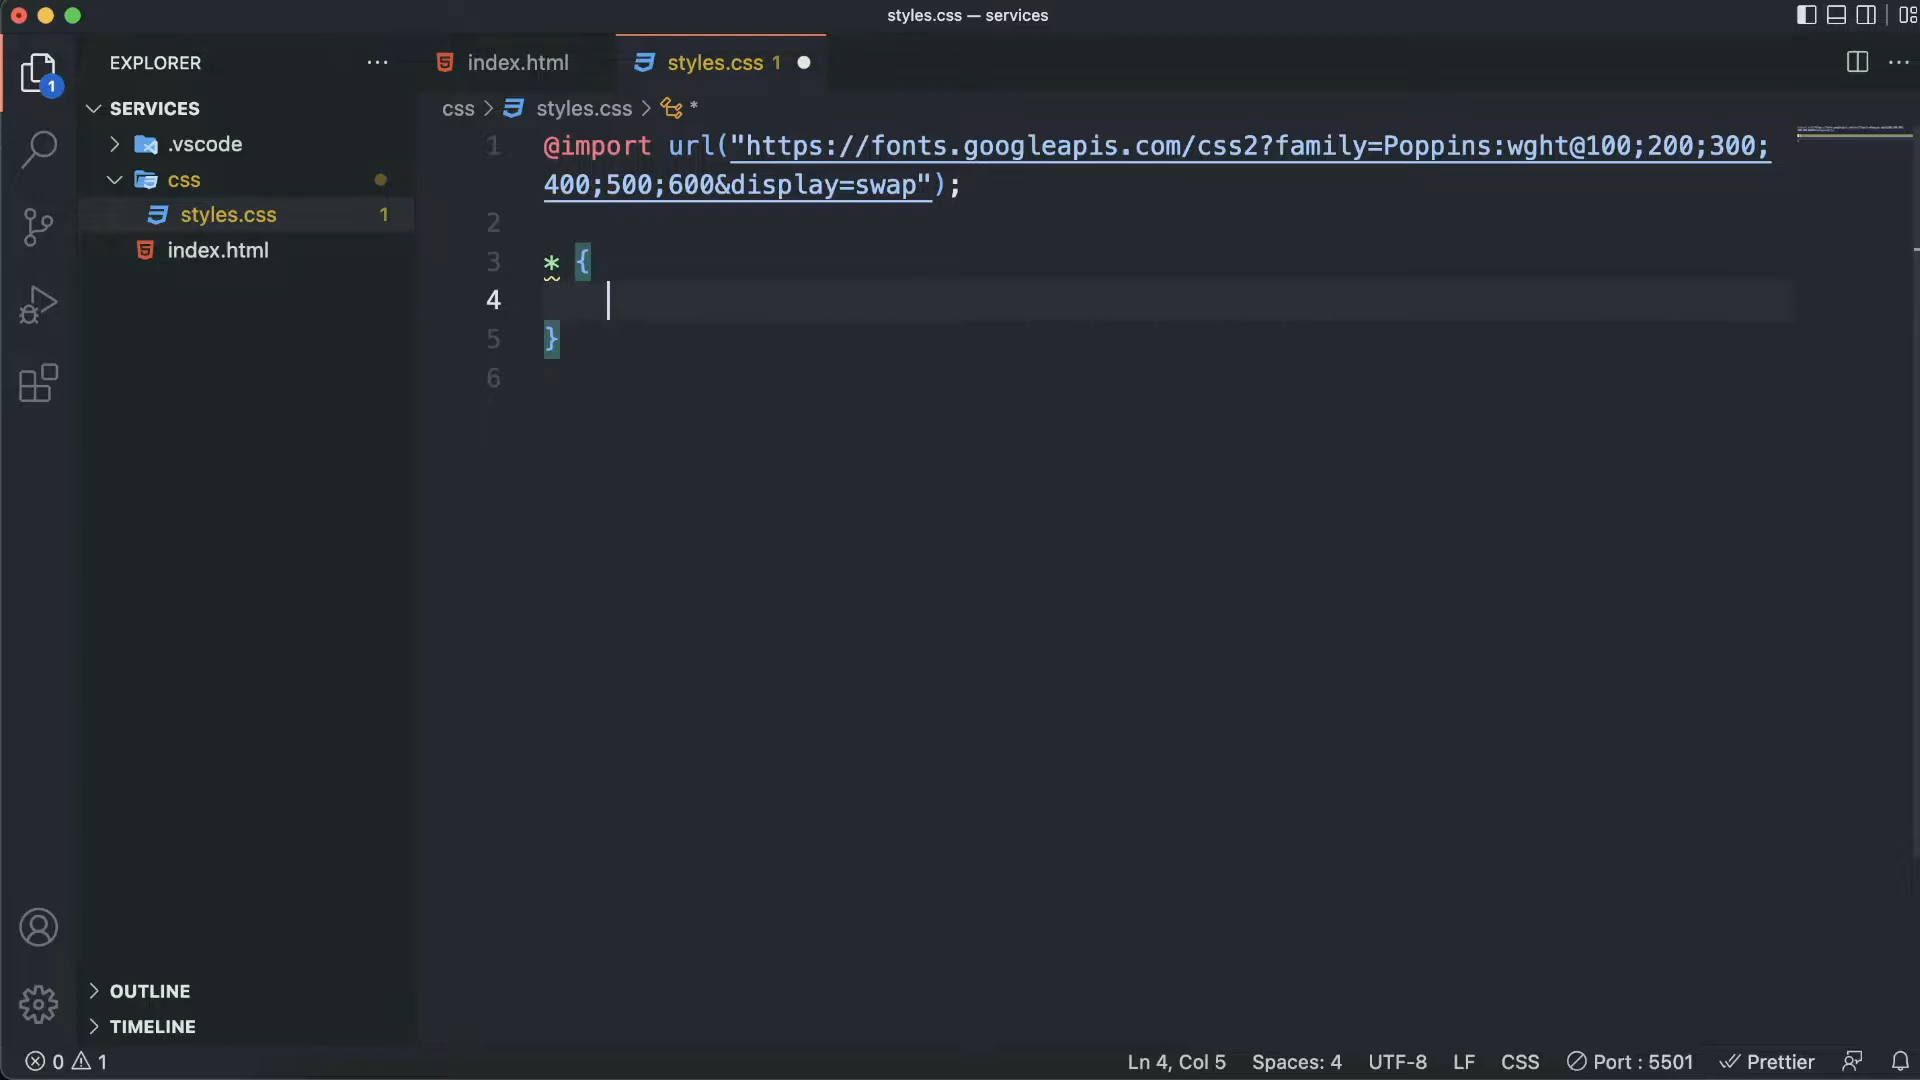 styles.css — services
EXPLORER
index.html
styles.css 1
1
SERVICES
.vscode
css
styles.css 1
index.html
css > styles.css > *
1 @import url("https://fonts.googleapis.com/css2?family=Poppins:wght@100;200;300;
400;500;600&display=swap");
2
3 * {
4
5 }
6
OUTLINE
TIMELINE
0 1
Ln 4, Col 5 Spaces: 4 UTF-8 LF CSS Port : 5501 Prettier